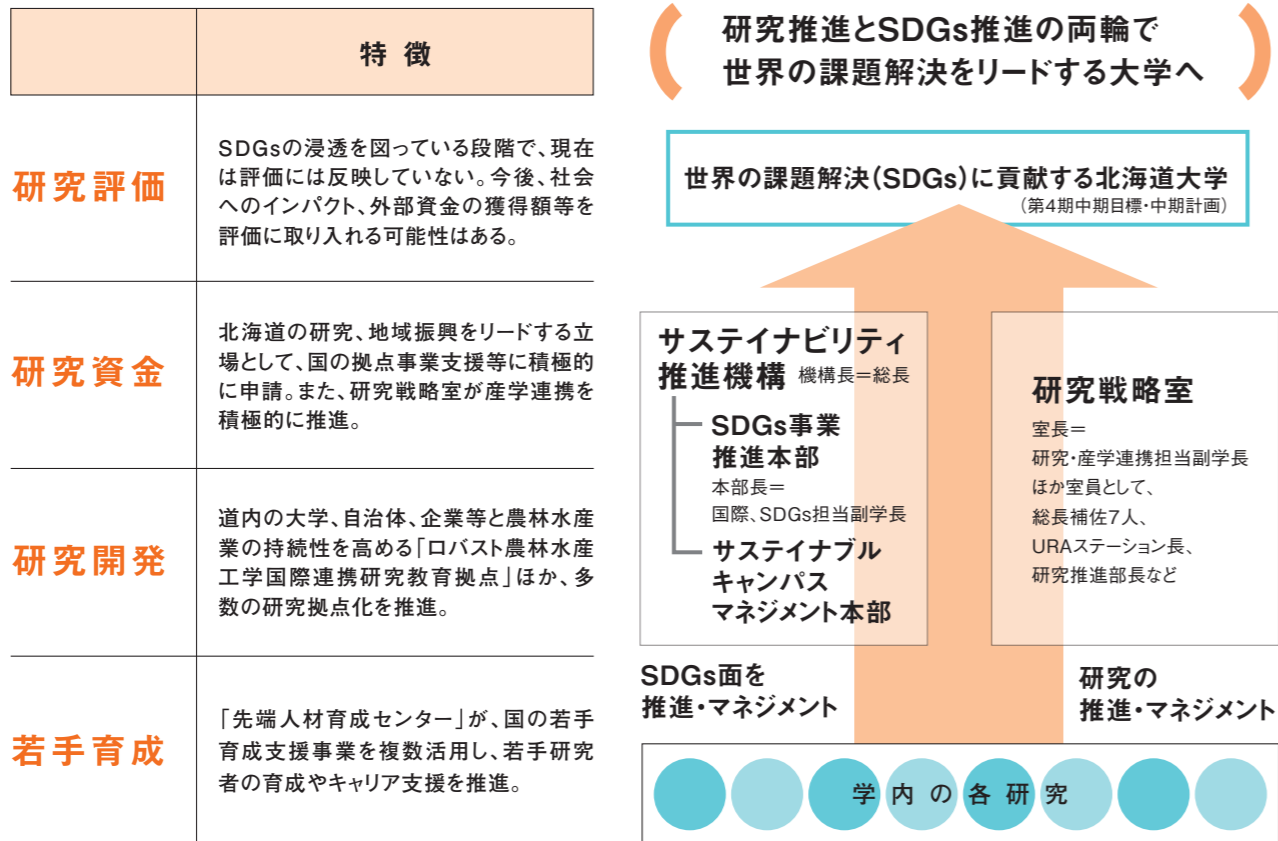 特 徴
研究評価
SDGsの浸透を図っている段階で、現在
は評価には反映していない。今後、社会
へのインパクト、外部資金の獲得額等を
評価に取り入れる可能性はある。
研究資金
北海道の研究、地域振興をリードする立
場として、国の拠点事業支援等に積極的
に申請。また、研究戦略室が産学連携を
積極的に推進。
研究開発
道内の大学、自治体、企業等と農林水産
業の持続性を高める「ロバスト農林水産
工学国際連携研究教育拠点」ほか、多
数の研究拠点化を推進。
若手育成
「先端人材育成センター」が、国の若手
育成支援事業を複数活用し、若手研究
者の育成やキャリア支援を推進。
研究推進とSDGs推進の両輪で
世界の課題解決をリードする大学へ
世界の課題解決(SDGs)に貢献する北海道大学
(第4期中期目標・中期計画)
サステイナビリティ
推進機構 機構長=総長
SDGs事業
推進本部
本部長=
国際、SDGs担当副学長
サステイナブル
キャンパス
マネジメント本部
研究戦略室
室長=
研究・産学連携担当副学長
ほか室員として、
総長補佐7人、
URAステーション長、
研究推進部長など
SDGs面を
推進・マネジメント
研究の
推進・マネジメント
学内の各研究